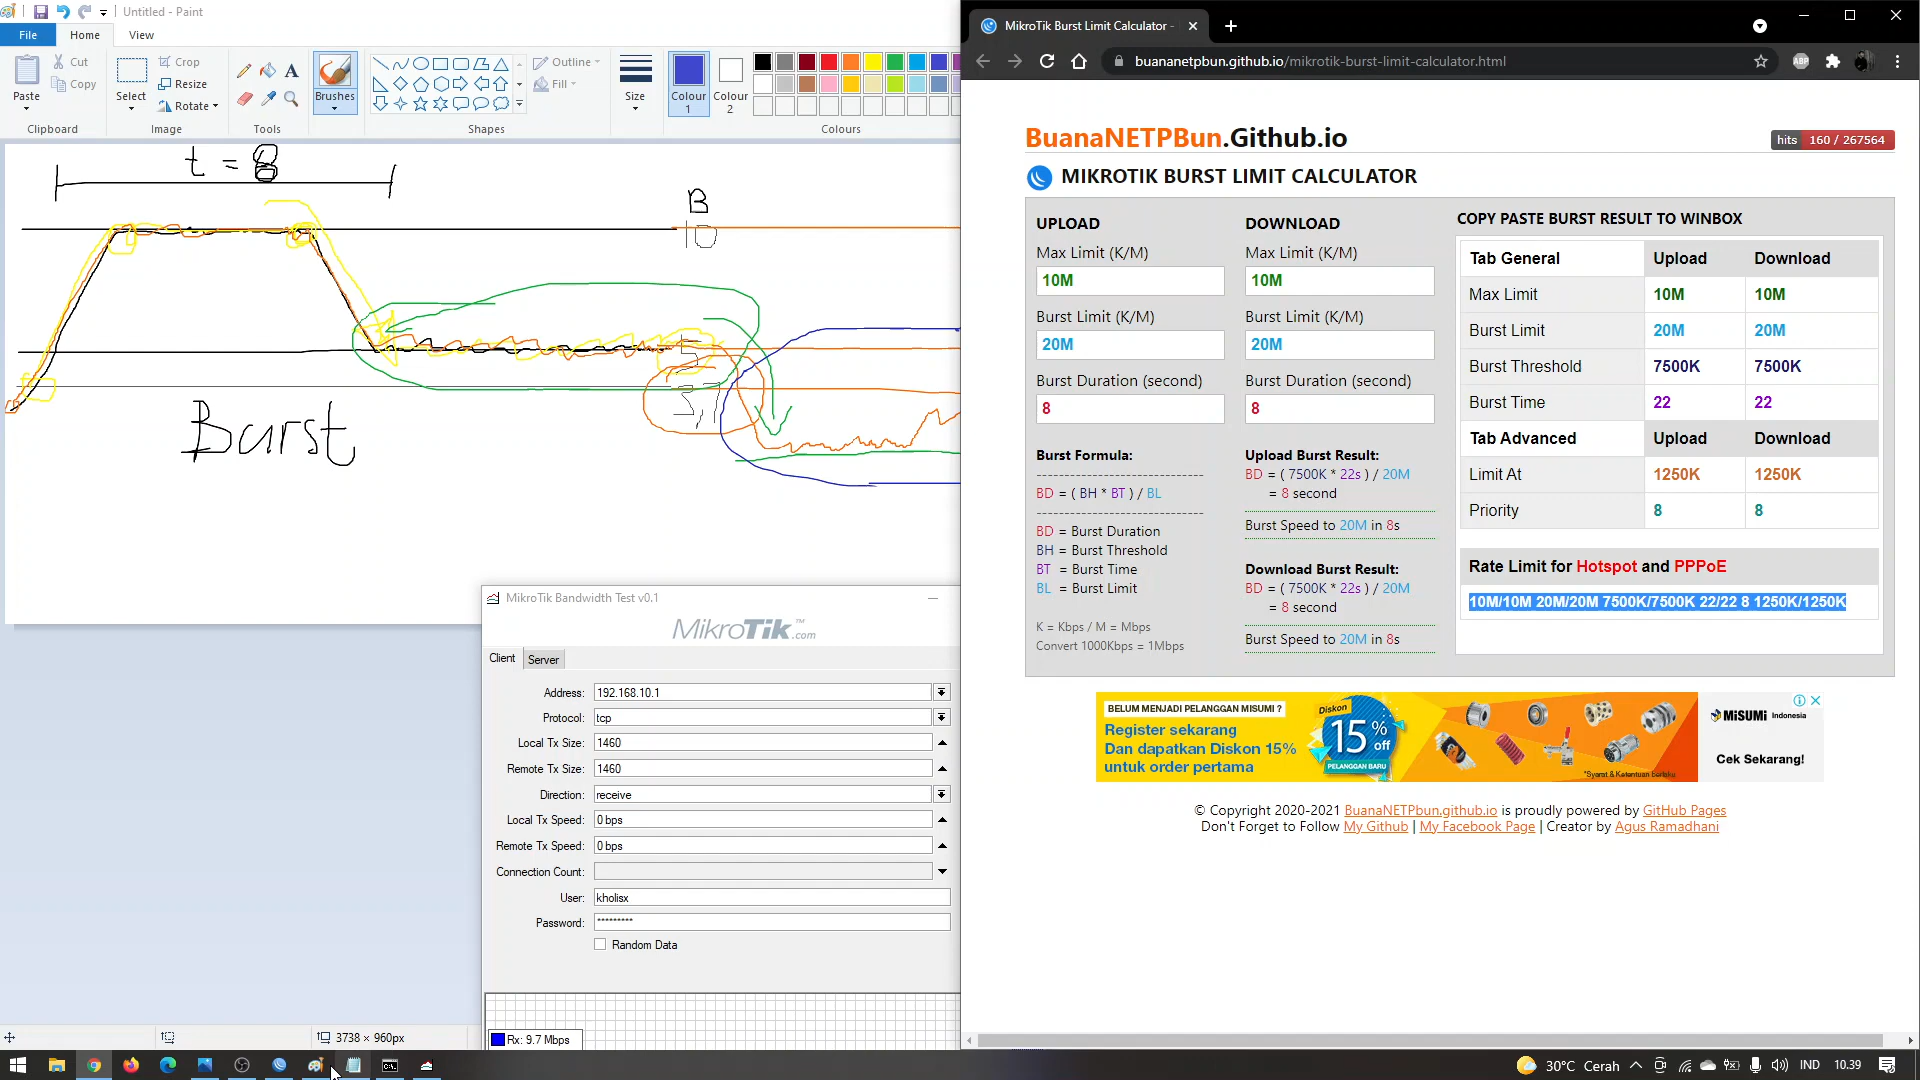 Untitled - Paint
File
Home
View
Paste
Cut
Copy
Clipboard
Select
Crop
Resize
Rotate
Image
Tools
Brushes
Shapes
Outline
Fill
Size
Colour
1
Colour
2
Colours
t = 8
B
10
5
3,7
Burst
3738 × 960px
MikroTik Bandwidth Test v0.1
MikroTik™.com
Client
Server
Address: 192.168.10.1
Protocol: tcp
Local Tx Size: 1460
Remote Tx Size: 1460
Direction: receive
Local Tx Speed: 0 bps
Remote Tx Speed: 0 bps
Connection Count:
User: kholisx
Password: *********
Random Data
Rx: 9.7 Mbps
MikroTik Burst Limit Calculator -
buananetpbun.github.io/mikrotik-burst-limit-calculator.html
ABP
BuanaNETPBun.Github.io
hits 160 / 267564
MIKROTIK BURST LIMIT CALCULATOR
UPLOAD
Max Limit (K/M)
10M
Burst Limit (K/M)
20M
Burst Duration (second)
8
DOWNLOAD
Max Limit (K/M)
10M
Burst Limit (K/M)
20M
Burst Duration (second)
8
Burst Formula:
BD = ( BH * BT ) / BL
BD = Burst Duration
BH = Burst Threshold
BT = Burst Time
BL = Burst Limit
K = Kbps / M = Mbps
Convert 1000Kbps = 1Mbps
Upload Burst Result:
BD = ( 7500K * 22s ) / 20M
= 8 second
Burst Speed to 20M in 8s
Download Burst Result:
BD = ( 7500K * 22s ) / 20M
= 8 second
Burst Speed to 20M in 8s
COPY PASTE BURST RESULT TO WINBOX
Tab General Upload Download
Max Limit 10M 10M
Burst Limit 20M 20M
Burst Threshold 7500K 7500K
Burst Time 22 22
Tab Advanced Upload Download
Limit At 1250K 1250K
Priority 8 8
Rate Limit for Hotspot and PPPoE
10M/10M 20M/20M 7500K/7500K 22/22 8 1250K/1250K
BELUM MENJADI PELANGGAN MISUMI ?
Register sekarang
Dan dapatkan Diskon 15%
untuk order pertama
Diskon
15% off
PELANGGAN BARU
*Syarat & Ketentuan berlaku
MiSUMi Indonesia
Cek Sekarang!
© Copyright 2020-2021 BuanaNETPbun.github.io is proudly powered by GitHub Pages
Don't Forget to Follow My Github | My Facebook Page | Creator by Agus Ramadhani
30°C Cerah
IND
10.39